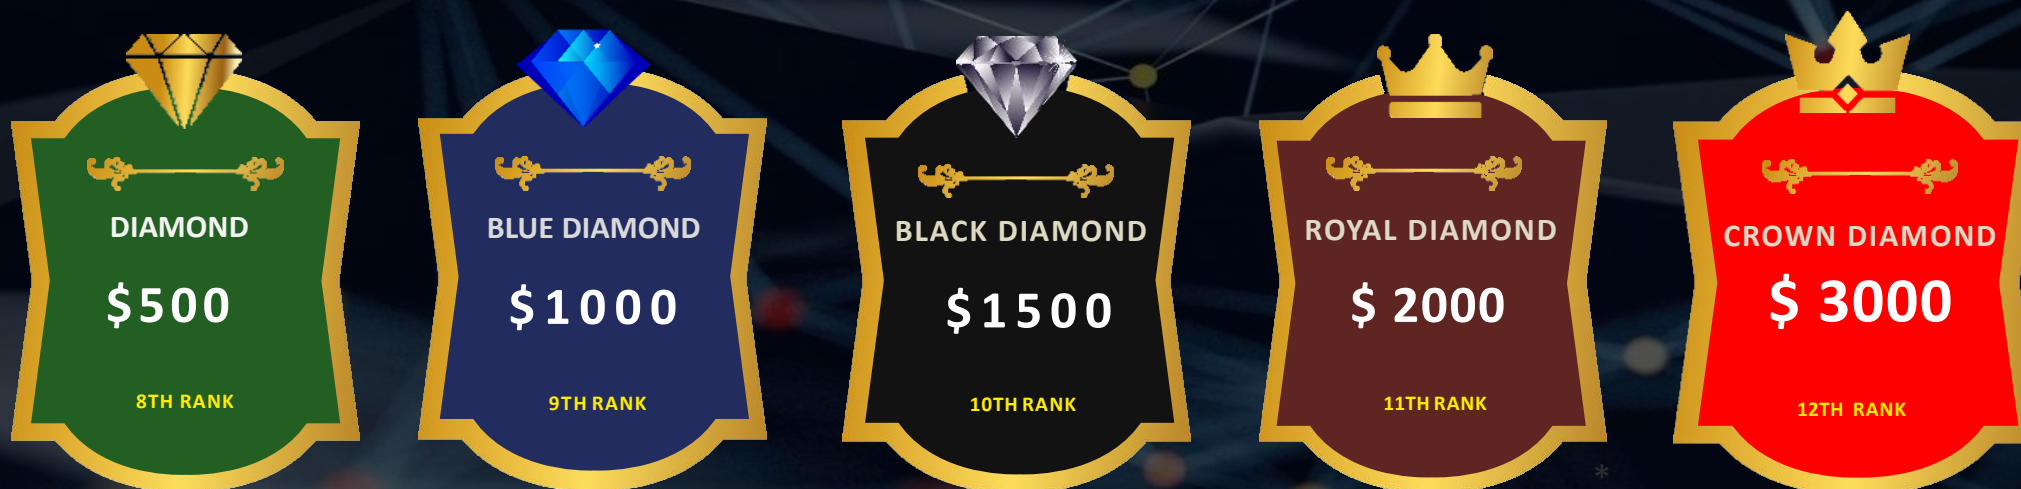 DIAMOND
$500
8TH RANK
BLUE DIAMOND
$1000
9TH RANK
BLACK DIAMOND
$1500
10TH RANK
ROYAL DIAMOND
$ 2000
11TH RANK
*
CROWN DIAMOND
$ 3000
12TH RANK